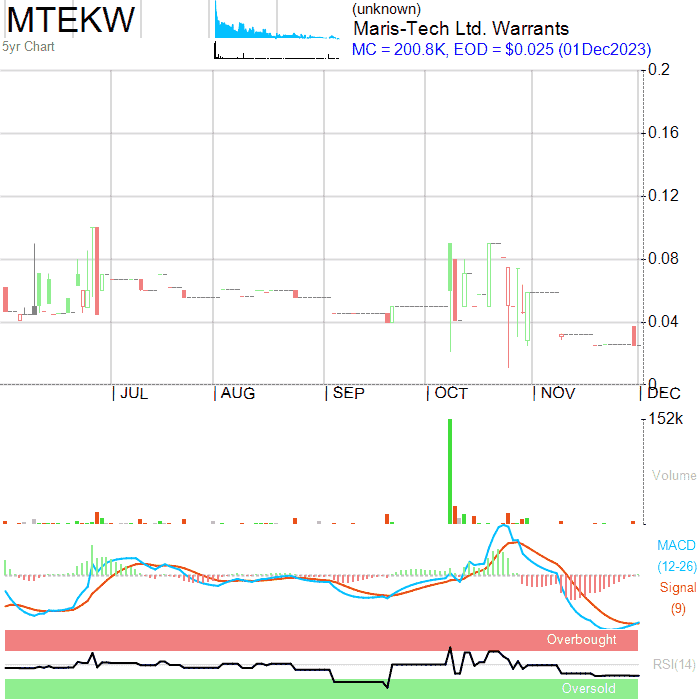 MTEKW
5yr Chart
(unknown)
Maris-Tech Ltd. Warrants
MC = 200.8K, EOD = $0.025 (01Dec2023)
0.2
0.16
0.12
0.08
0.04
0
JUL AUG SEP OCT NOV DEC
152k
Volume
MACD
(12-26)
Signal
(9)
Overbought
RSI(14)
Oversold